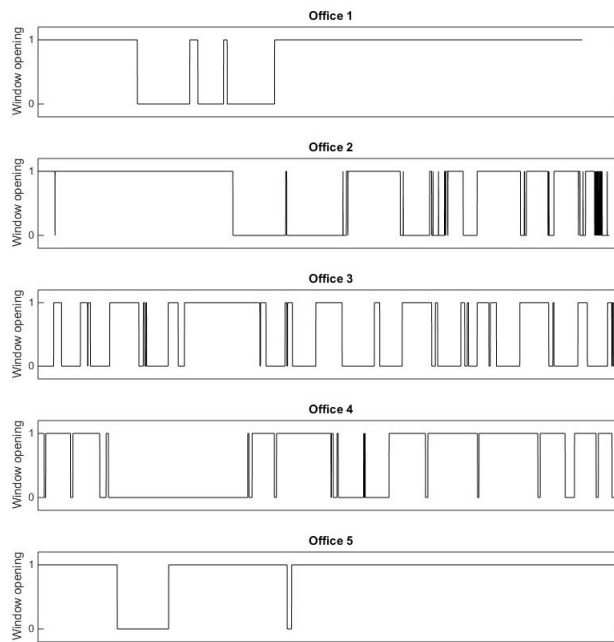 Office 1
Window opening
1
0
Office 2
Window opening
1
0
Office 3
Window opening
1
0
Office 4
Window opening
1
0
Office 5
Window opening
1
0